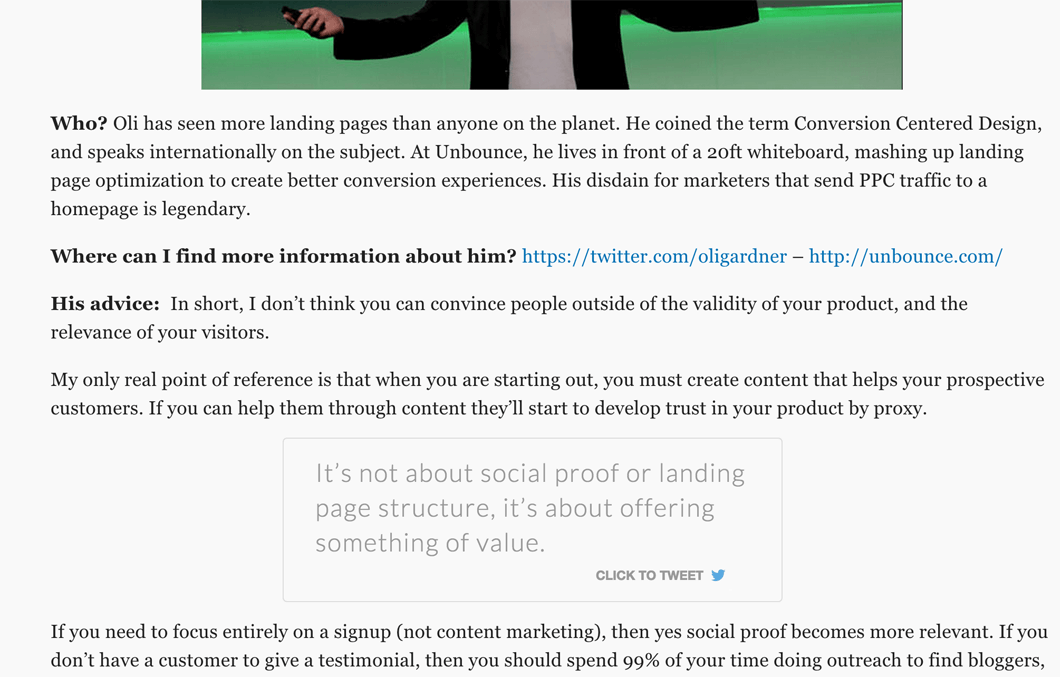 Who? Oli has seen more landing pages than anyone on the planet. He coined the term Conversion Centered Design,
and speaks internationally on the subject. At Unbounce, he lives in front of a 20ft whiteboard, mashing up landing
page optimization to create better conversion experiences. His disdain for marketers that send PPC traffic to a
homepage is legendary.
Where can I find more information about him? https://twitter.com/oligardner – http://unbounce.com/
His advice:  In short, I don’t think you can convince people outside of the validity of your product, and the
relevance of your visitors.
My only real point of reference is that when you are starting out, you must create content that helps your prospective
customers. If you can help them through content they’ll start to develop trust in your product by proxy.
It’s not about social proof or landing
page structure, it’s about offering
something of value.
CLICK TO TWEET
If you need to focus entirely on a signup (not content marketing), then yes social proof becomes more relevant. If you
don’t have a customer to give a testimonial, then you should spend 99% of your time doing outreach to find bloggers,